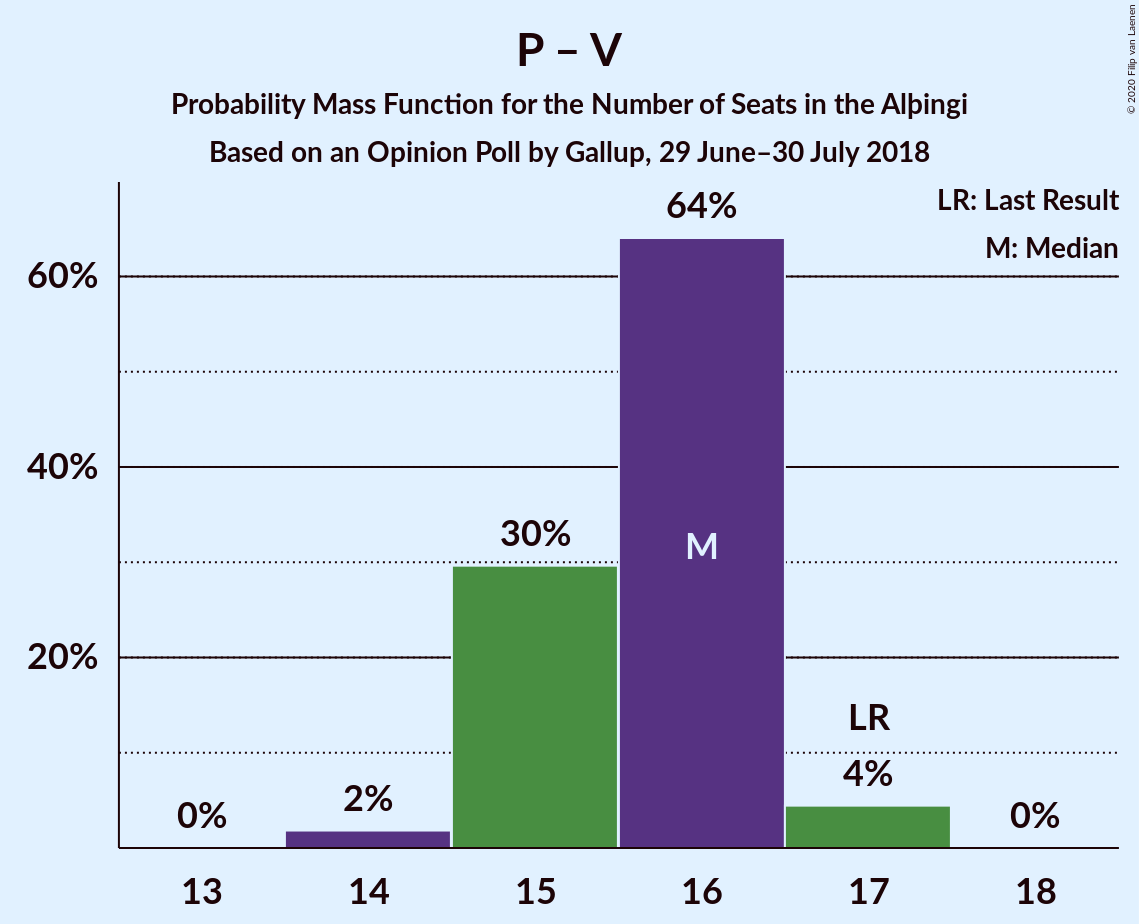 P – V
Probability Mass Function for the Number of Seats in the Alþingi
Based on an Opinion Poll by Gallup, 29 June–30 July 2018
© 2020 Filip van Laenen
LR: Last Result
M: Median
60%
40%
20%
0%
2%
30%
64%
M
LR
4%
0%
13
14
15
16
17
18